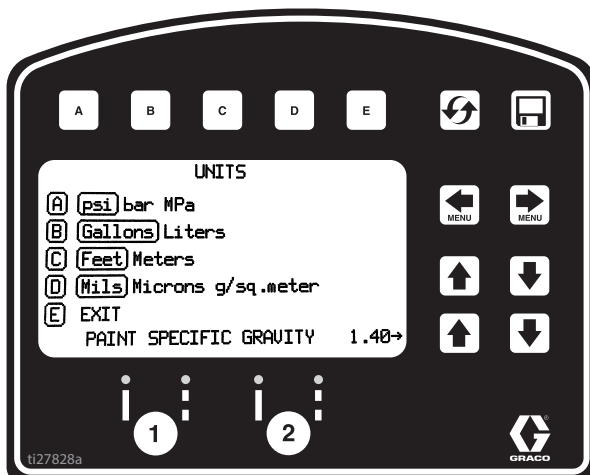 A B C D E
UNITS
A psi bar MPa
B Gallons Liters
C Feet Meters
D Mils Microns g/sq.meter
E EXIT
PAINT SPECIFIC GRAVITY 1.40→
MENU MENU
1 2
ti27828a
G
GRACO
®